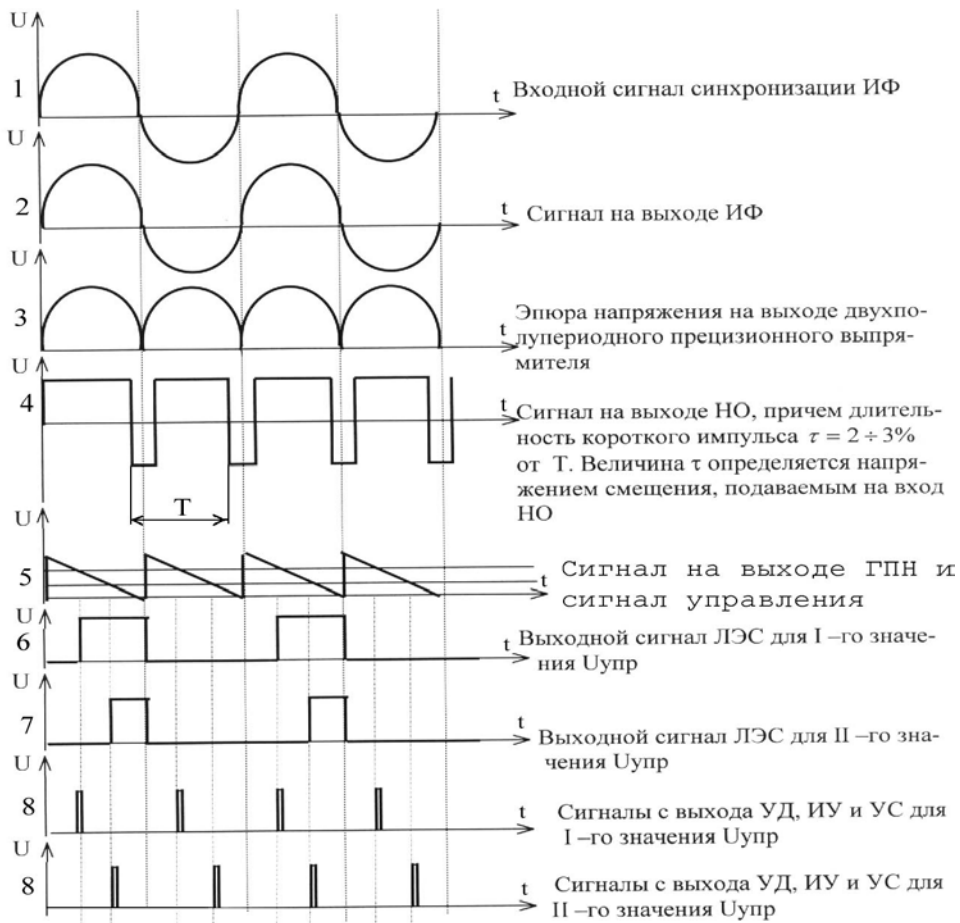 U
1
t
Входной сигнал синхронизации ИФ
U
2
t
Сигнал на выходе ИФ
U
3
t
Эпюра напряжения на выходе двухпо-
лупериодного прецизионного выпря-
мителя
U
4
t
Сигнал на выходе НО, причем длитель-
ность короткого импульса τ = 2 ÷ 3%
от Т. Величина τ определяется напря-
жением смещения, подаваемым на вход
НО
T
U
5
t
Сигнал на выходе ГПН и
сигнал управления
U
6
t
Выходной сигнал ЛЭС для I –го значе-
ния Uупр
U
7
t
Выходной сигнал ЛЭС для II –го зна-
чения Uупр
U
8
t
Сигналы с выхода УД, ИУ и УС для
I –го значения Uупр
U
8
t
Сигналы с выхода УД, ИУ и УС для
II –го значения Uупр